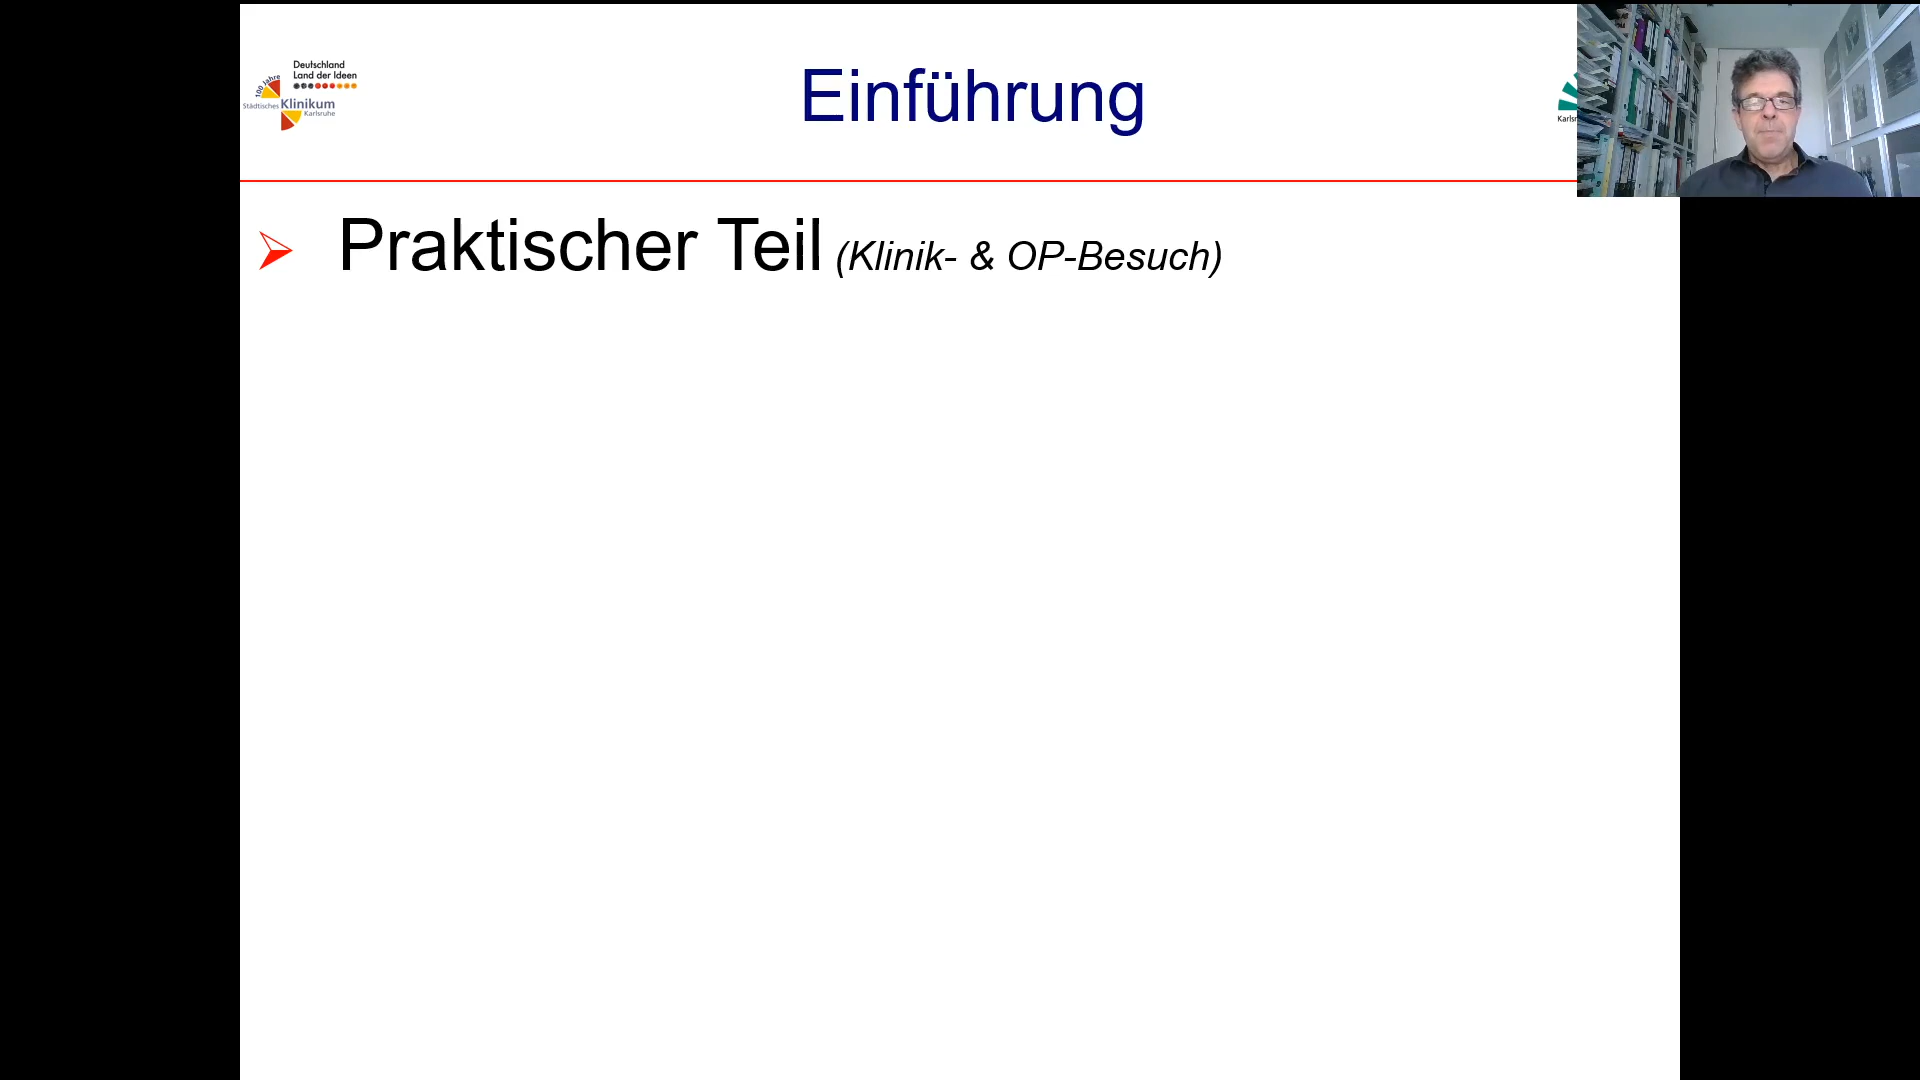 Deutschland
Land der Ideen
100 Jahre
Städtisches Klinikum
Karlsruhe
Einführung
Praktischer Teil (Klinik- & OP-Besuch)